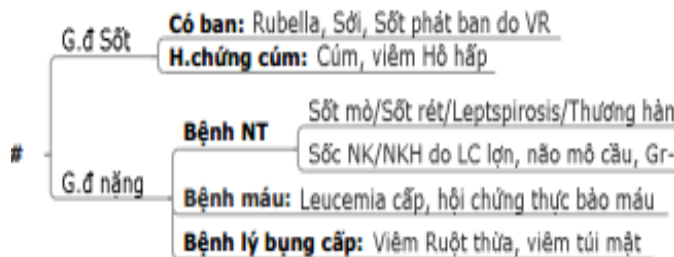 Có ban: Rubella, Sởi, Sốt phát ban do VR
G.đ Sốt
H.chứng cúm: Cúm, viêm Hô hấp
Sốt mò/Sốt rét/Leptspirosis/Thương hàn
Bệnh NT
Sốc NK/NKH do LC lợn, não mô cầu, Gr-
#
G.đ nặng
Bệnh máu: Leucemia cấp, hội chứng thực bào máu
Bệnh lý bụng cấp: Viêm Ruột thừa, viêm túi mật